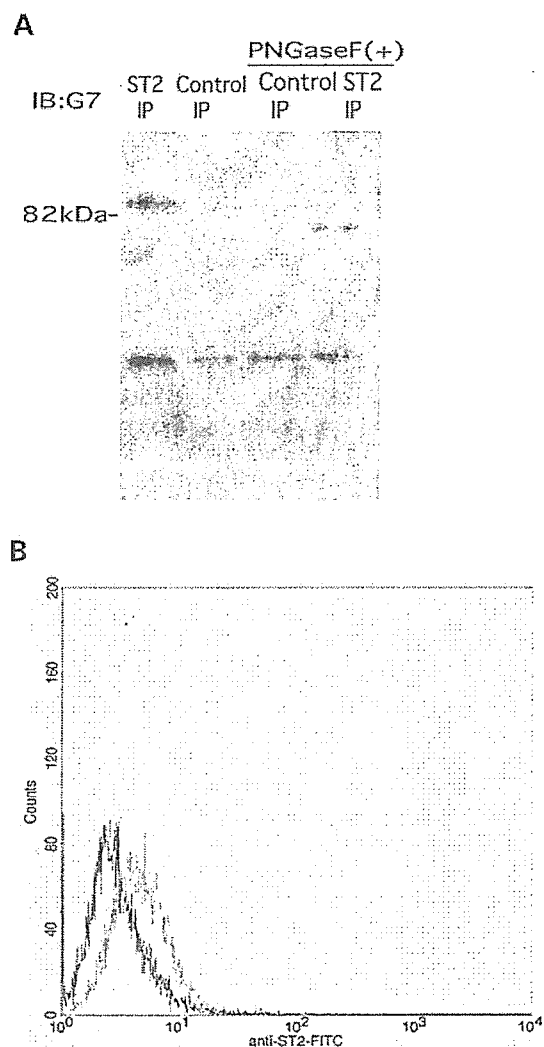 A
PNGaseF(+)
ST2 Control Control ST2
IB:G7 IP IP IP IP
82kDa-
B
200
160
120
80
40
0
Counts
10⁰ 10¹ 10² 10³ 10⁴
anti-ST2-FITC